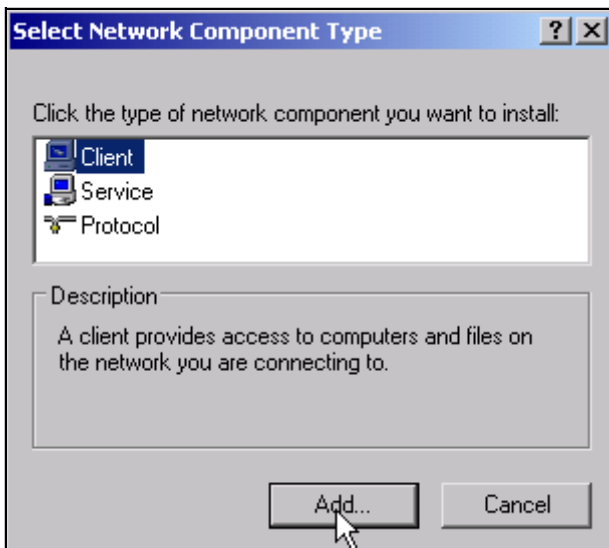 Select Network Component Type
Click the type of network component you want to install:
Client
Service
Protocol
Description
A client provides access to computers and files on
the network you are connecting to.
Add... Cancel